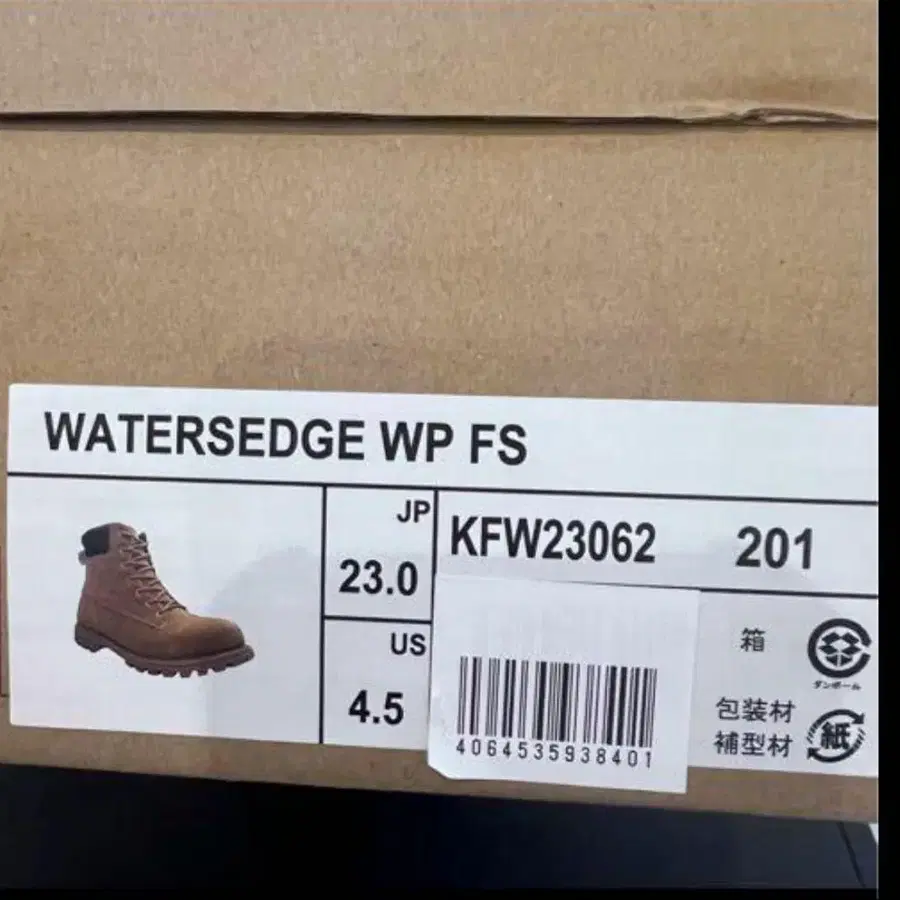 WATERSEDGE WP FS
JP
23.0
US
4.5
KFW23062 201
4064535938401
箱
ダンボール
包装材
補型材
紙